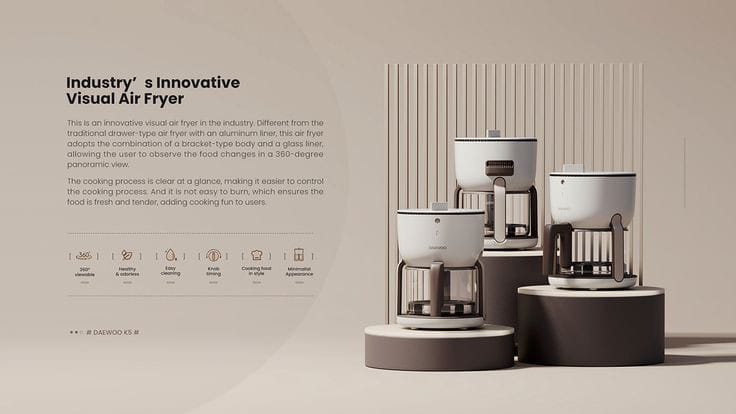 Industry’ s Innovative
Visual Air Fryer
This is an innovative visual air fryer in the industry. Different from the
traditional drawer-type air fryer with an aluminum liner, this air fryer
adopts the combination of a bracket-type body and a glass liner,
allowing the user to observe the food changes in a 360-degree
panoramic view.
The cooking process is clear at a glance, making it easier to control
the cooking process. And it is not easy to burn, which ensures the
food is fresh and tender, adding cooking fun to users.
360°
360°
viewable
Healthy
& odorless
Easy
cleaning
Knob
timing
Cooking food
in style
Minimalist
Appearance
# DAEWOO K5 #
DAEWOO